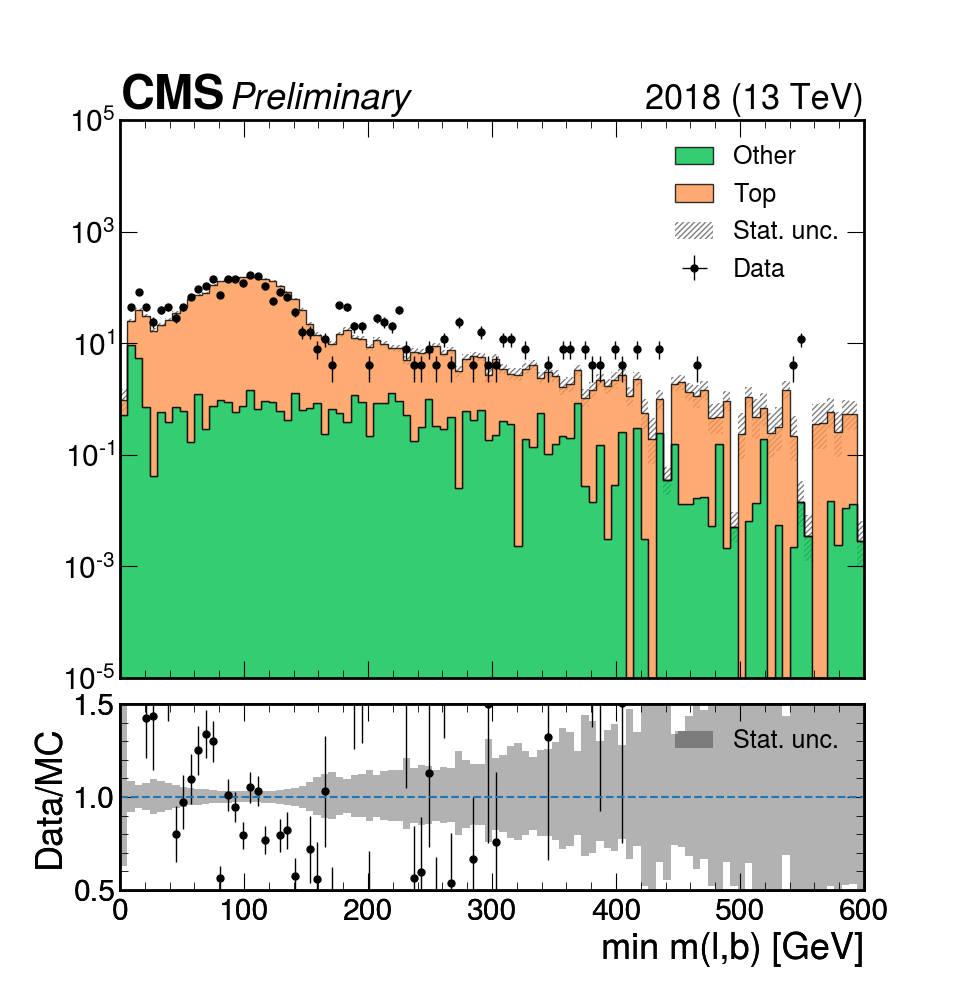 CMS Preliminary 2018 (13 TeV)
10^5
Other
Top
10^3
Stat. unc.
Data
10^1
10^-1
10^-3
10^-5
1.5
Stat. unc.
Data/MC
1.0
0.5
0 100 200 300 400 500 600
min m(l,b) [GeV]